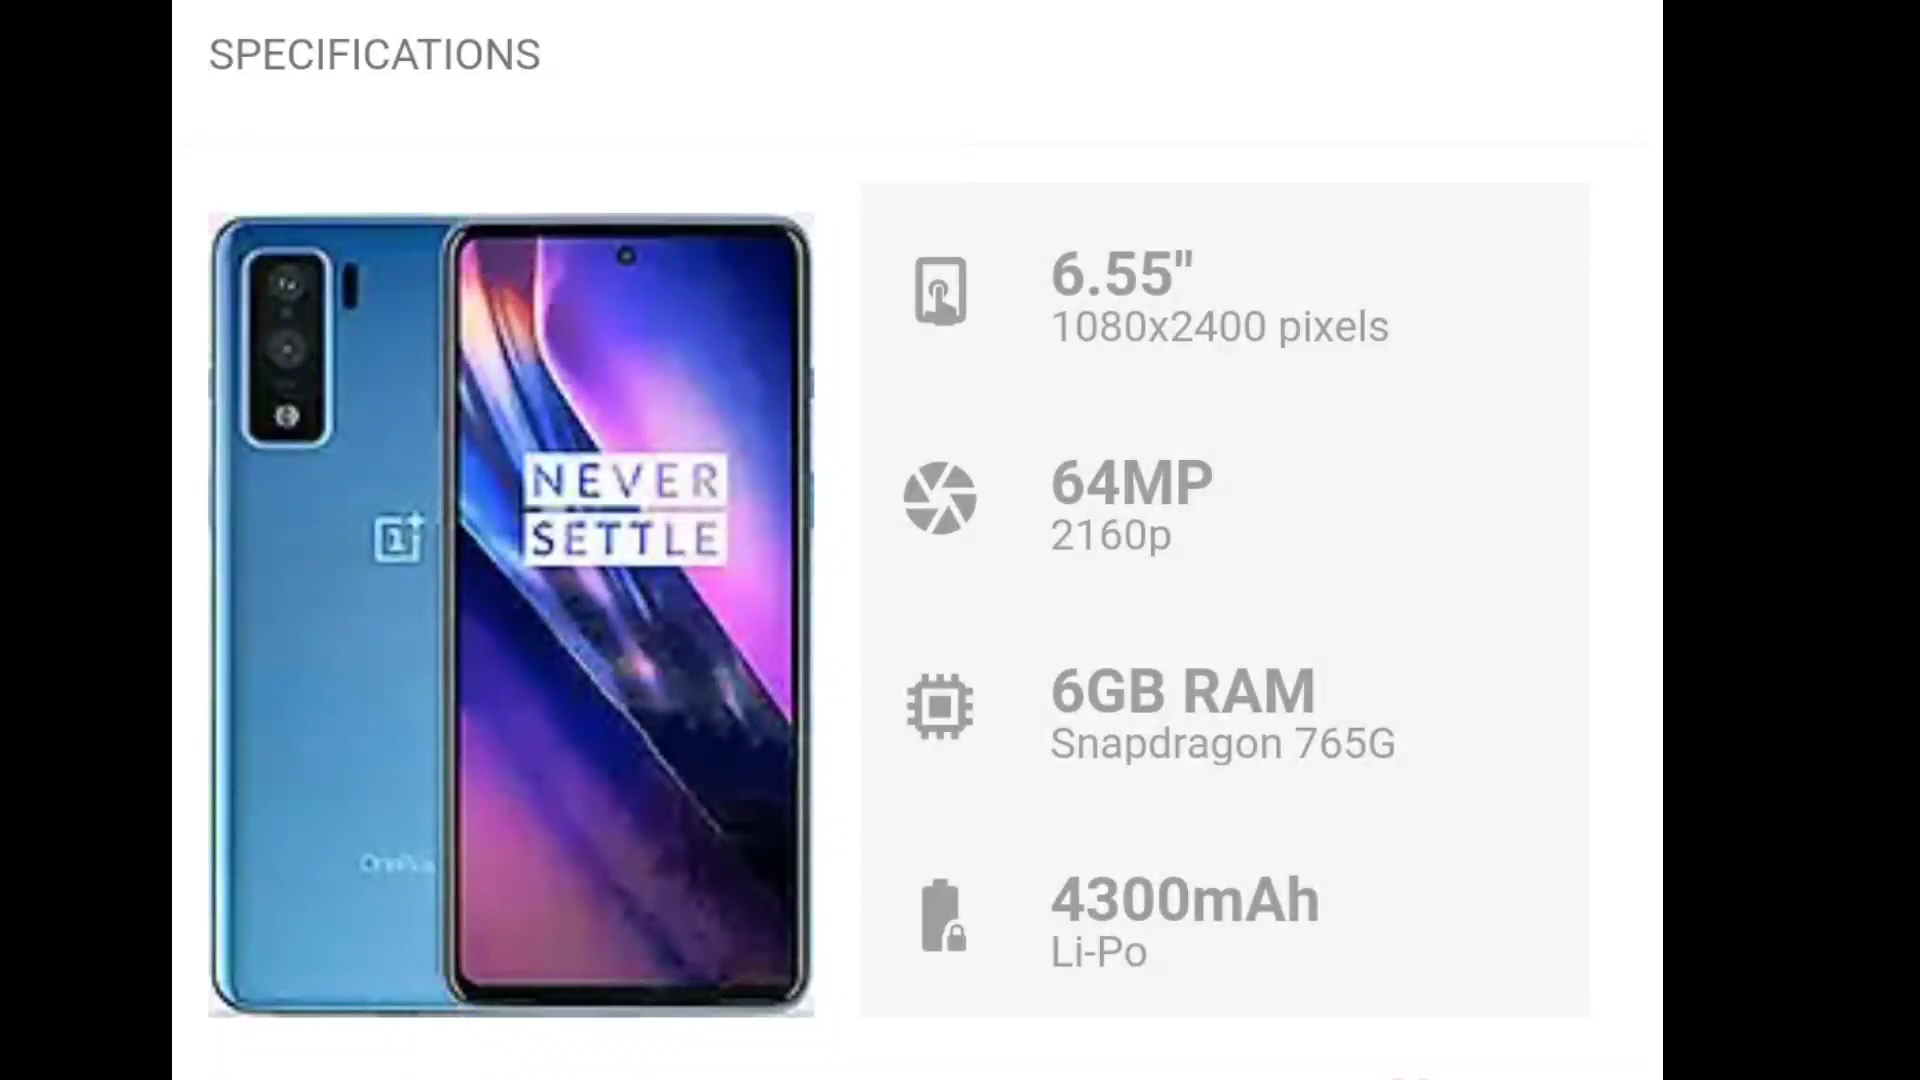 SPECIFICATIONS
NEVER
SETTLE
6.55"
1080x2400 pixels
64MP
2160p
6GB RAM
Snapdragon 765G
4300mAh
Li-Po